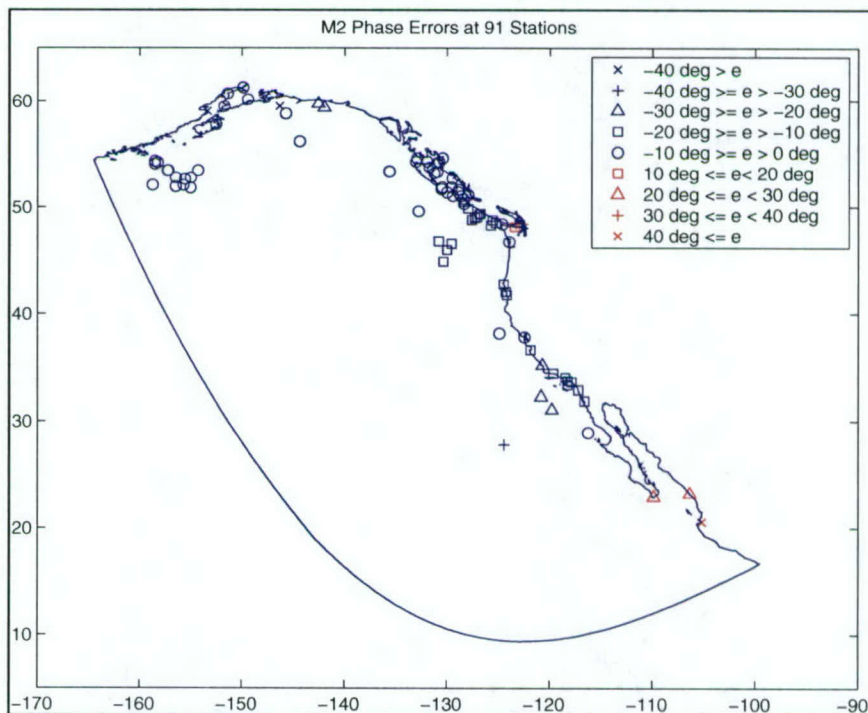 M2 Phase Errors at 91 Stations
−40 deg > e
−40 deg >= e > −30 deg
−30 deg >= e > −20 deg
−20 deg >= e > −10 deg
−10 deg >= e > 0 deg
10 deg <= e< 20 deg
20 deg <= e < 30 deg
30 deg <= e < 40 deg
40 deg <= e
60
50
40
30
20
10
−170
−160
−150
−140
−130
−120
−110
−100
−90